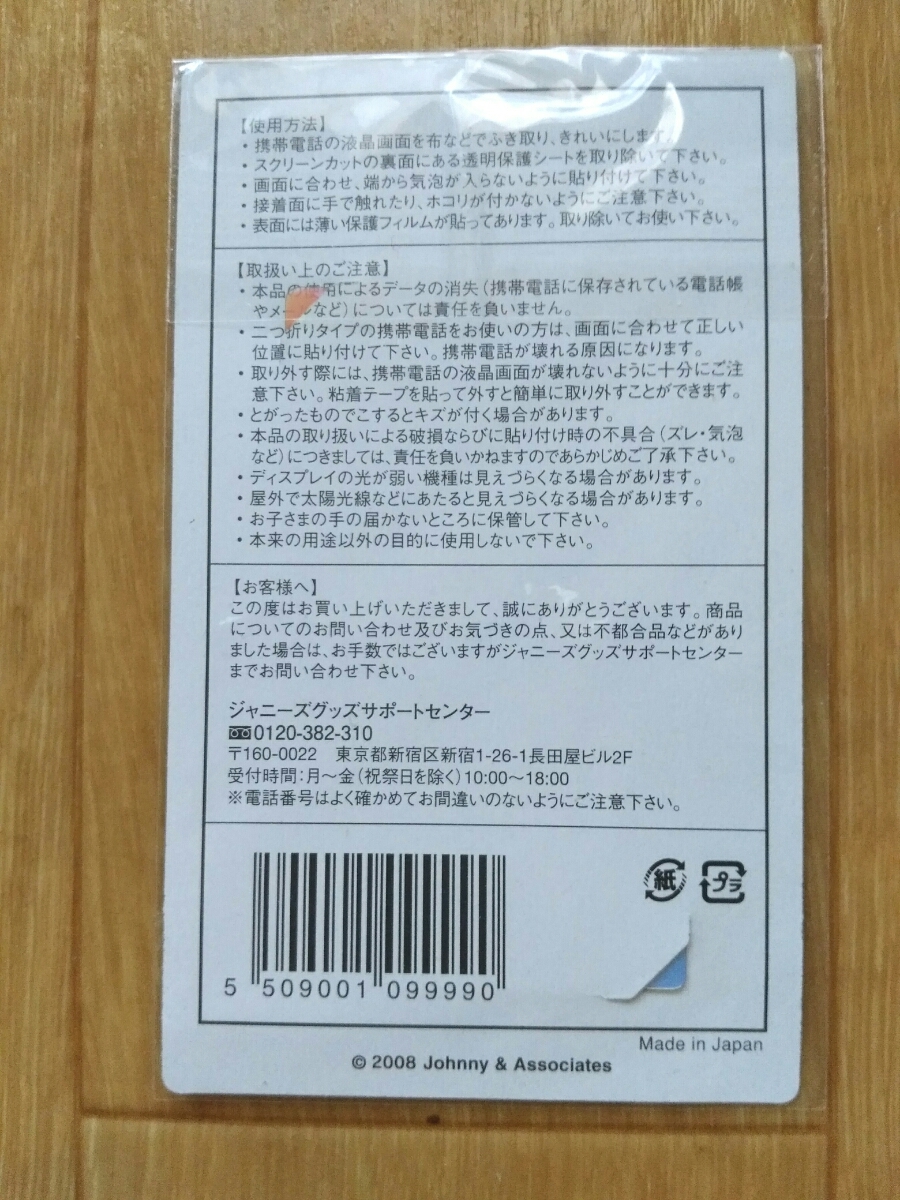 【使用方法】
・携帯電話の液晶画面を布などでふき取り、きれいにします。
・スクリーンカットの裏面にある透明保護シートを取り除いて下さい。
・画面に合わせ、端から気泡が入らないように貼り付けて下さい。
・接着面に手で触れたり、ホコリが付かないようにご注意下さい。
・表面には薄い保護フィルムが貼ってあります。取り除いてお使い下さい。
【取扱い上のご注意】
・本品の使用によるデータの消失（携帯電話に保存されている電話帳
やメールなど）については責任を負いません。
・二つ折りタイプの携帯電話をお使いの方は、画面に合わせて正しい
位置に貼り付けて下さい。携帯電話が壊れる原因になります。
・取り外す際には、携帯電話の液晶画面が壊れないように十分にご注
意下さい。粘着テープを貼って外すと簡単に取り外すことができます。
・とがったものでこするとキズが付く場合があります。
・本品の取り扱いによる破損ならびに貼り付け時の不具合（ズレ・気泡
など）につきましては、責任を負いかねますのであらかじめご了承下さい。
・ディスプレイの光が弱い機種は見えづらくなる場合があります。
・屋外で太陽光線などにあたると見えづらくなる場合があります。
・お子さまの手の届かないところに保管して下さい。
・本来の用途以外の目的に使用しないで下さい。
【お客様へ】
この度はお買い上げいただきまして、誠にありがとうございます。商品
についてのお問い合わせ及びお気づきの点、又は不都合品などがあり
ました場合は、お手数ではございますがジャニーズグッズサポートセンター
までお問い合わせ下さい。
ジャニーズグッズサポートセンター
0120-382-310
〒160-0022 東京都新宿区新宿1-26-1長田屋ビル2F
受付時間：月〜金（祝祭日を除く）10:00〜18:00
※電話番号はよく確かめてお間違いのないようにご注意下さい。
紙 プラ
5 509001 099990
Made in Japan
© 2008 Johnny & Associates